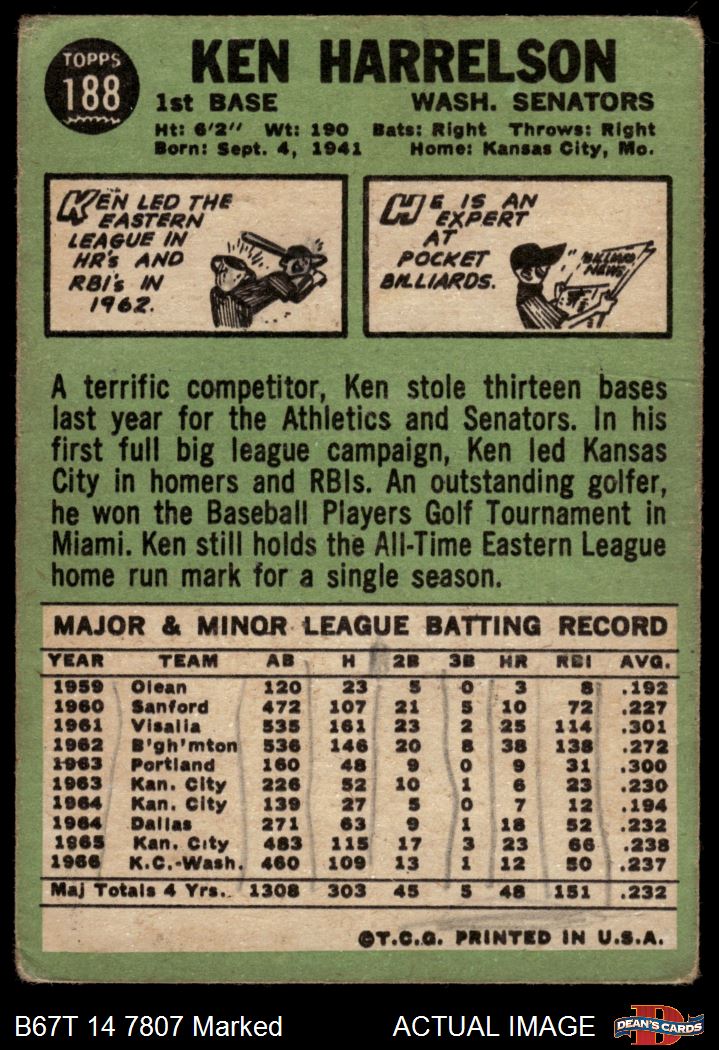 TOPPS
188
KEN HARRELSON
1st BASE WASH. SENATORS
Ht: 6'2" Wt: 190 Bats: Right Throws: Right
Born: Sept. 4, 1941 Home: Kansas City, Mo.
KEN LED THE
EASTERN
LEAGUE IN
HR's AND
RBI's IN
1962.
HE IS AN
EXPERT
AT
POCKET
BILLIARDS.
"BILLIARD
NEWS"
A terrific competitor, Ken stole thirteen bases
last year for the Athletics and Senators. In his
first full big league campaign, Ken led Kansas
City in homers and RBIs. An outstanding golfer,
he won the Baseball Players Golf Tournament in
Miami. Ken still holds the All-Time Eastern League
home run mark for a single season.
MAJOR & MINOR LEAGUE BATTING RECORD
YEAR TEAM AB H 2B 3B HR RBI AVG.
1959 Olean 120 23 5 0 3 8 .192
1960 Sanford 472 107 21 5 10 72 .227
1961 Visalia 535 161 23 2 25 114 .301
1962 B'gh'mton 536 146 20 8 38 138 .272
1963 Portland 160 48 9 0 9 31 .300
1963 Kan. City 226 52 10 1 6 23 .230
1964 Kan. City 139 27 5 0 7 12 .194
1964 Dallas 271 63 9 1 18 52 .232
1965 Kan. City 483 115 17 3 23 66 .238
1966 K.C.-Wash. 460 109 13 1 12 50 .237
Maj Totals 4 Yrs. 1308 303 45 5 48 151 .232
©T.C.G. PRINTED IN U.S.A.
B67T 14 7807 Marked ACTUAL IMAGE DEAN'S CARDS